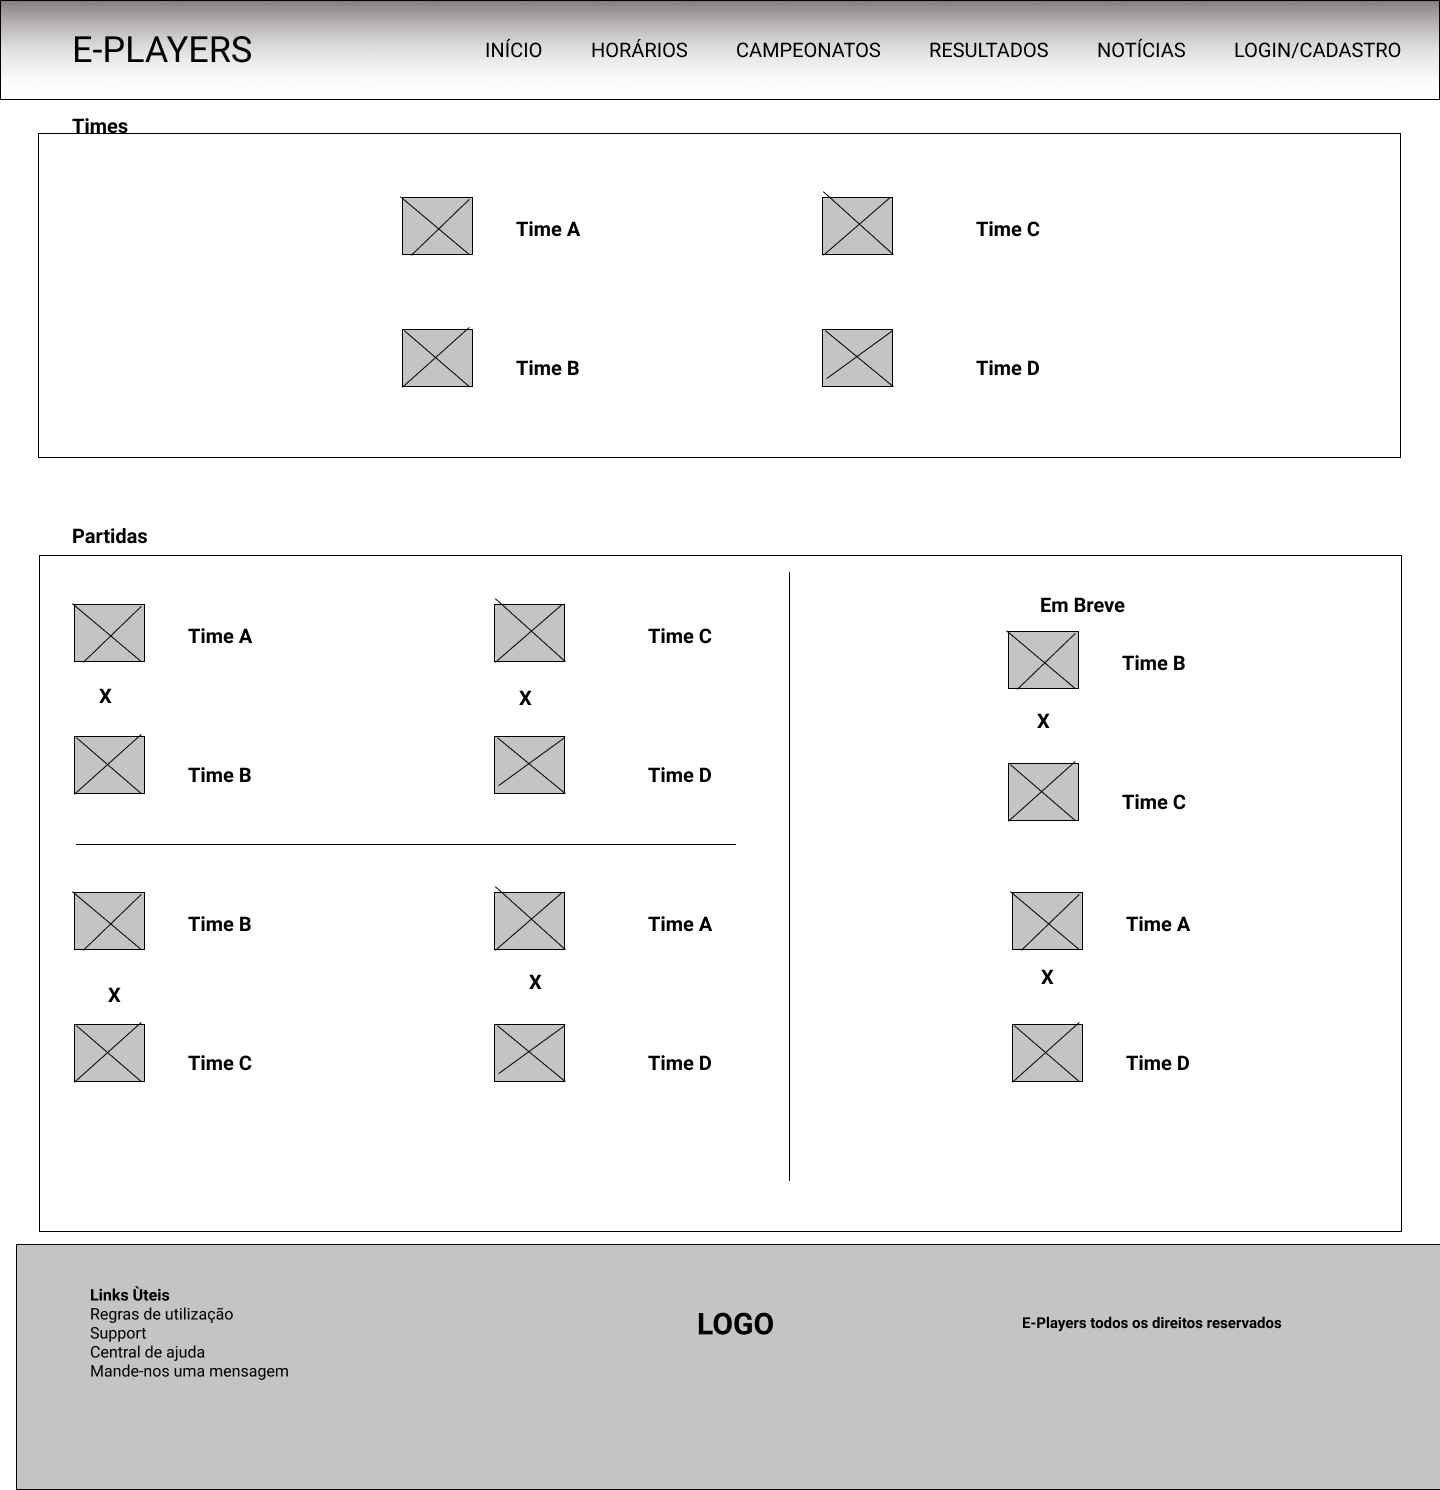 E-PLAYERS
INÍCIO HORÁRIOS CAMPEONATOS RESULTADOS NOTÍCIAS LOGIN/CADASTRO
Times
Time A Time C
Time B Time D
Partidas
Time A Time C
X X
Time B Time D
Time B Time A
X X
Time C Time D
Em Breve
Time B
X
Time C
Time A
X
Time D
Links Ùteis
Regras de utilização
Support
Central de ajuda
Mande-nos uma mensagem
LOGO
E-Players todos os direitos reservados